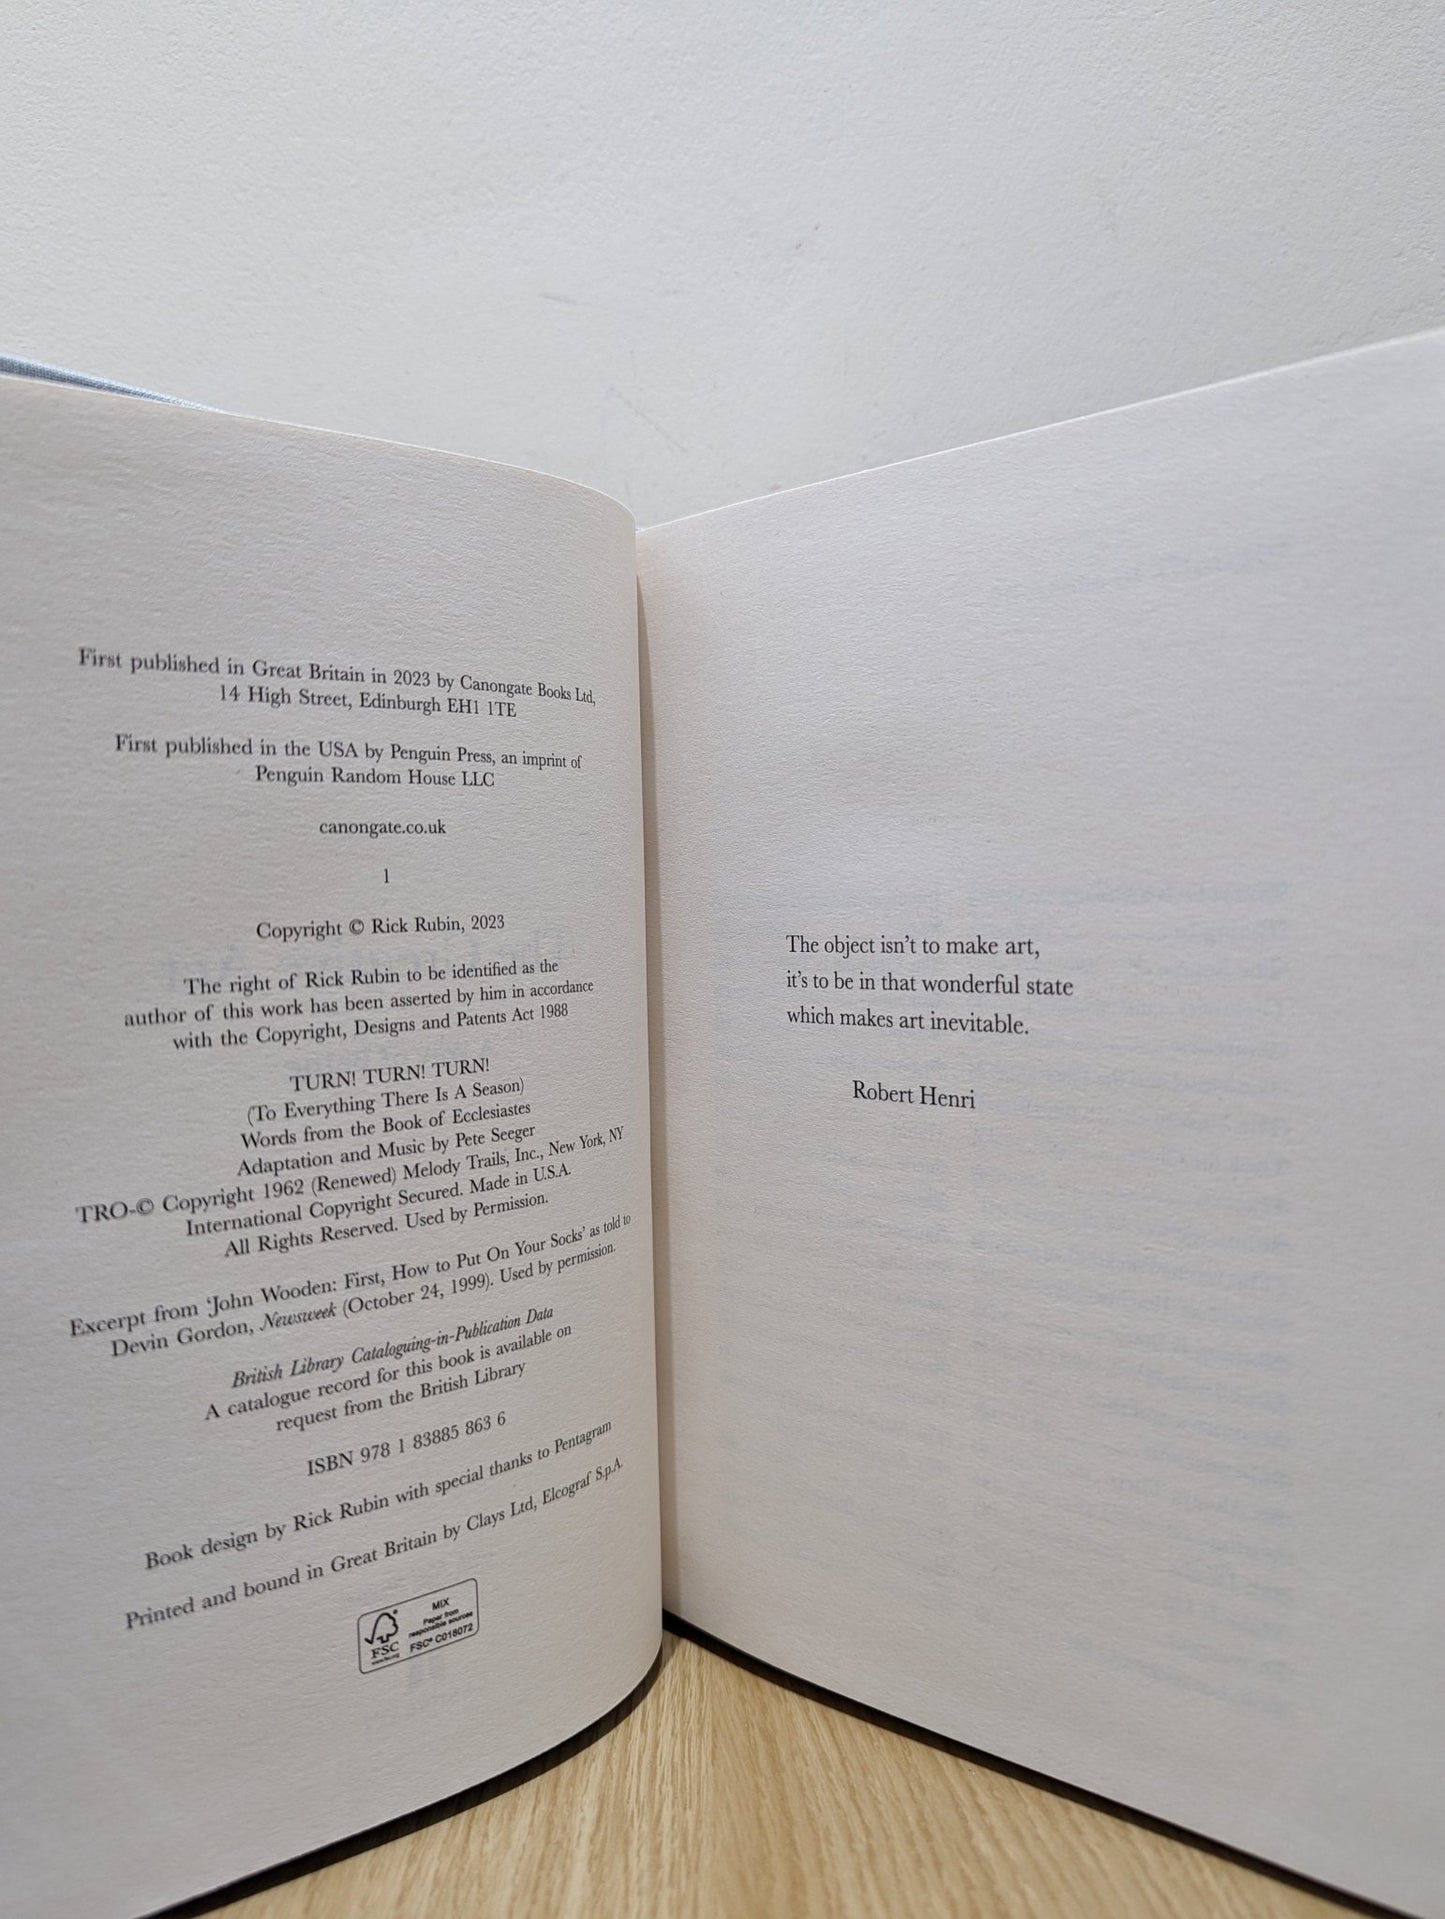 First published in Great Britain in 2023 by Canongate Books Ltd,
14 High Street, Edinburgh EH1 1TE
First published in the USA by Penguin Press, an imprint of
Penguin Random House LLC
canongate.co.uk
1
Copyright © Rick Rubin, 2023
The right of Rick Rubin to be identified as the
author of this work has been asserted by him in accordance
with the Copyright, Designs and Patents Act 1988
TURN! TURN! TURN!
(To Everything There Is A Season)
Words from the Book of Ecclesiastes
Adaptation and Music by Pete Seeger
TRO-© Copyright 1962 (Renewed) Melody Trails, Inc., New York, NY
International Copyright Secured. Made in U.S.A.
All Rights Reserved. Used by Permission.
Excerpt from ‘John Wooden: First, How to Put On Your Socks’ as told to
Devin Gordon, Newsweek (October 24, 1999). Used by permission.
British Library Cataloguing-in-Publication Data
A catalogue record for this book is available on
request from the British Library
ISBN 978 1 83885 863 6
Book design by Rick Rubin with special thanks to Pentagram
Printed and bound in Great Britain by Clays Ltd, Elcograf S.p.A.
MIX
Paper from
responsible sources
FSC® C018072
FSC
www.fsc.org
The object isn’t to make art,
it’s to be in that wonderful state
which makes art inevitable.
Robert Henri